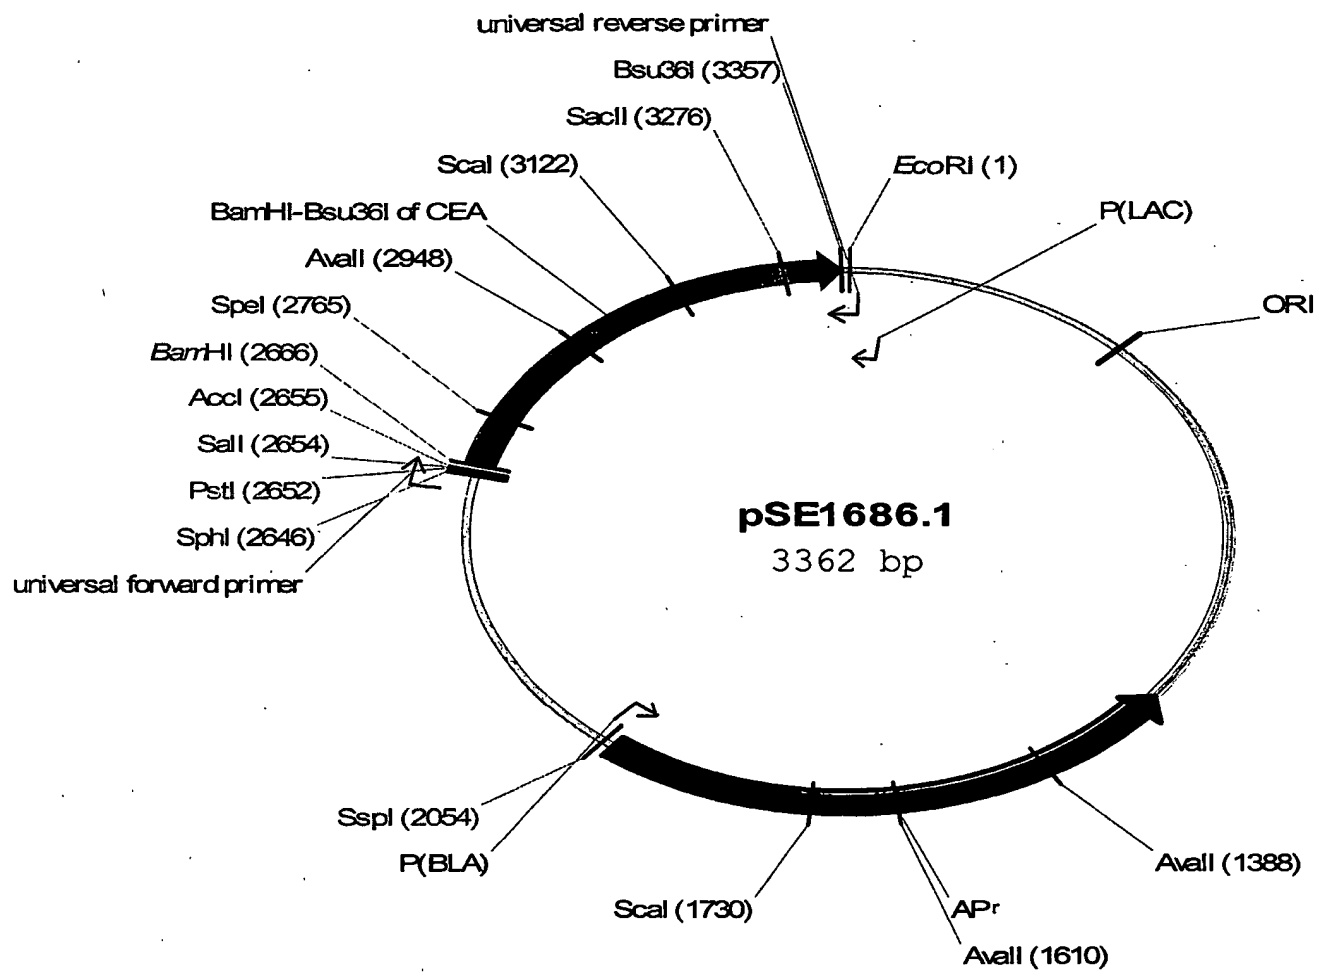 universal reverse primer
Bsu36I (3357)
SacII (3276)
ScaI (3122)
EcoRI (1)
BamHI-Bsu36I of CEA
P(LAC)
AvaII (2948)
SpeI (2765)
ORI
BamHI (2666)
AccI (2655)
SalI (2654)
PstI (2652)
SphI (2646)
pSE1686.1
3362 bp
universal forward primer
SspI (2054)
P(BLA)
AvaII (1388)
ScaI (1730)
APr
AvaII (1610)